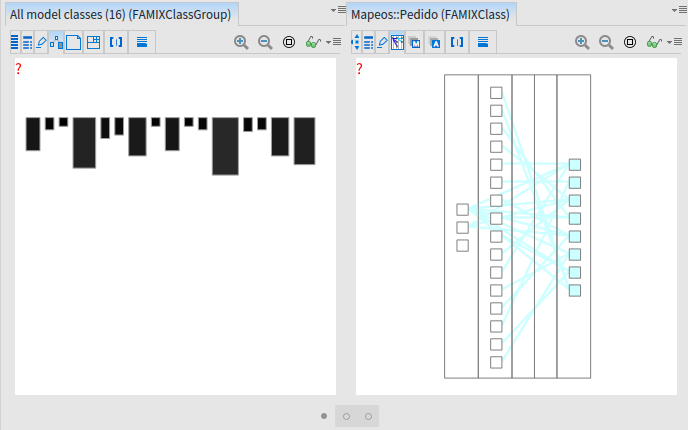 All model classes (16) (FAMIXClassGroup)
Mapeos::Pedido (FAMIXClass)
?
?